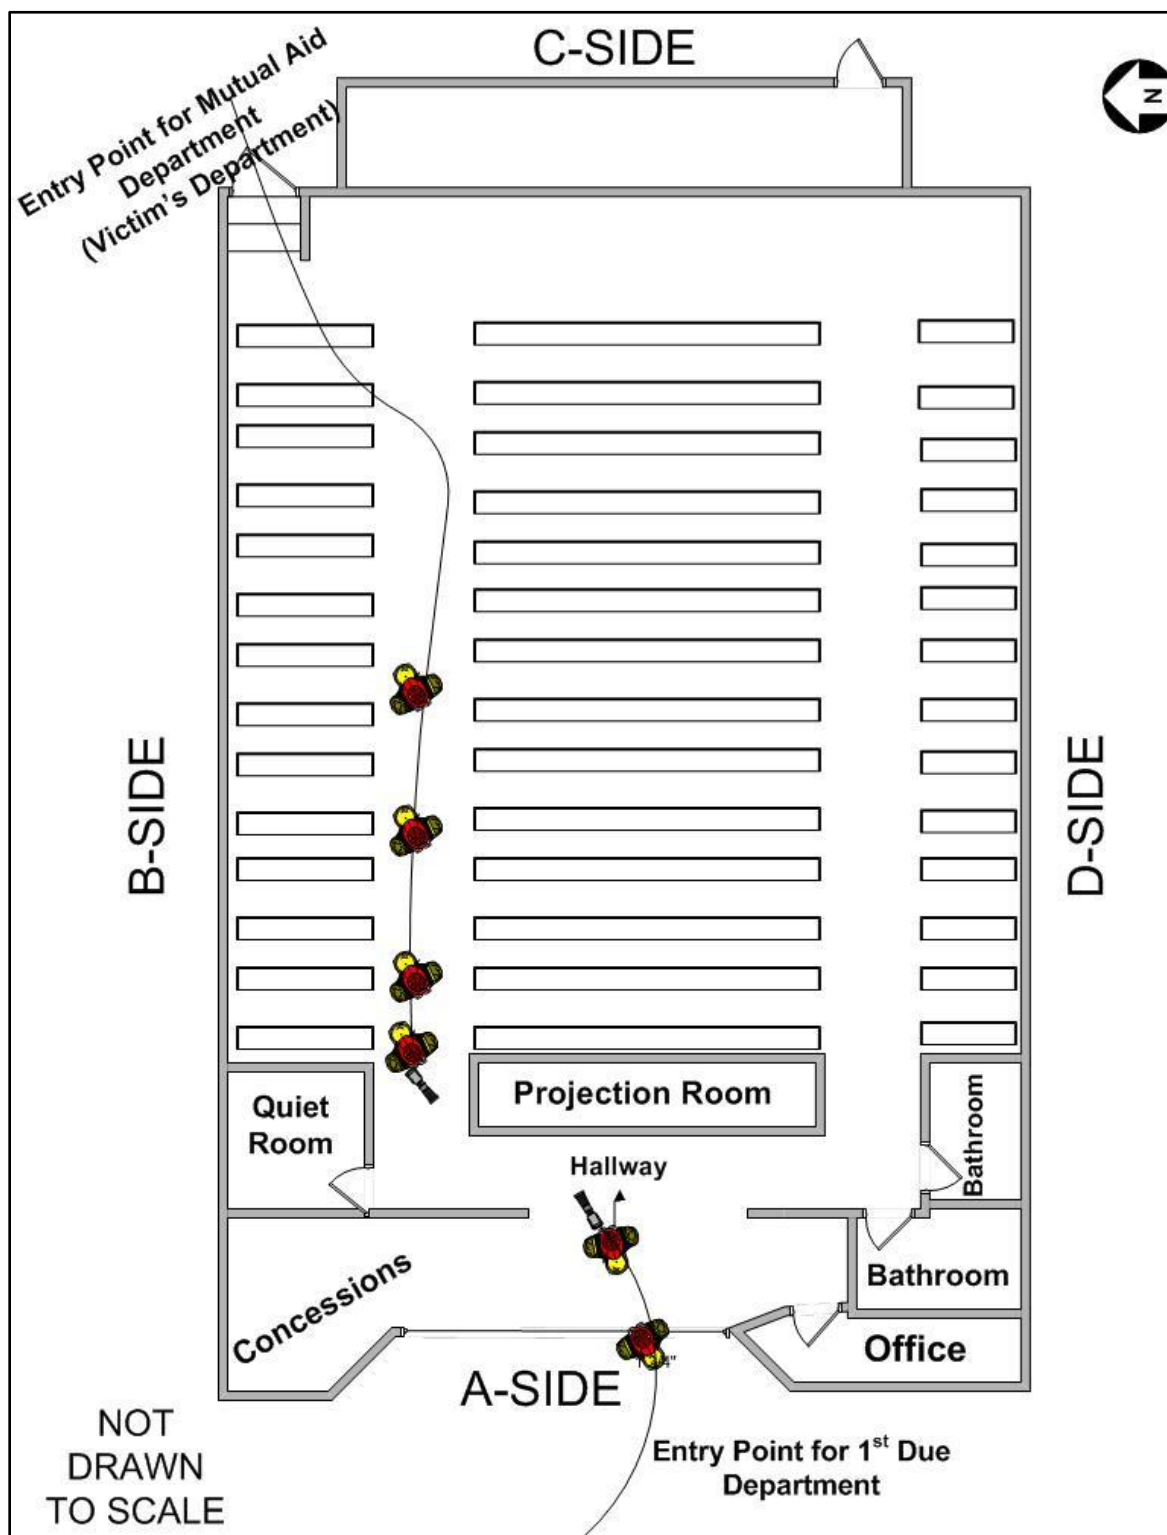 C-SIDE
Entry Point for Mutual Aid
Department
(Victim's Department)
N
B-SIDE
D-SIDE
Quiet
Room
Projection Room
Bathroom
Hallway
Concessions
Bathroom
Office
A-SIDE
NOT
DRAWN
TO SCALE
Entry Point for 1st Due
Department